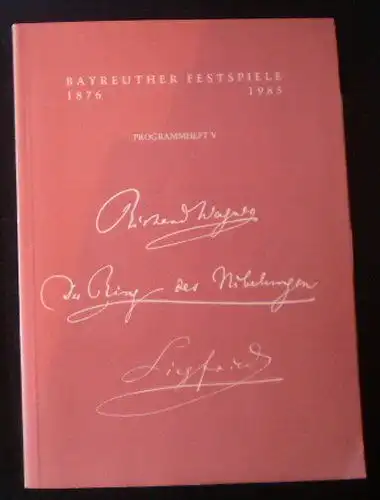 BAYREUTHER FESTSPIELE
1876 1985
PROGRAMMHEFT V
Richard Wagner
Der Ring des Nibelungen
Siegfried